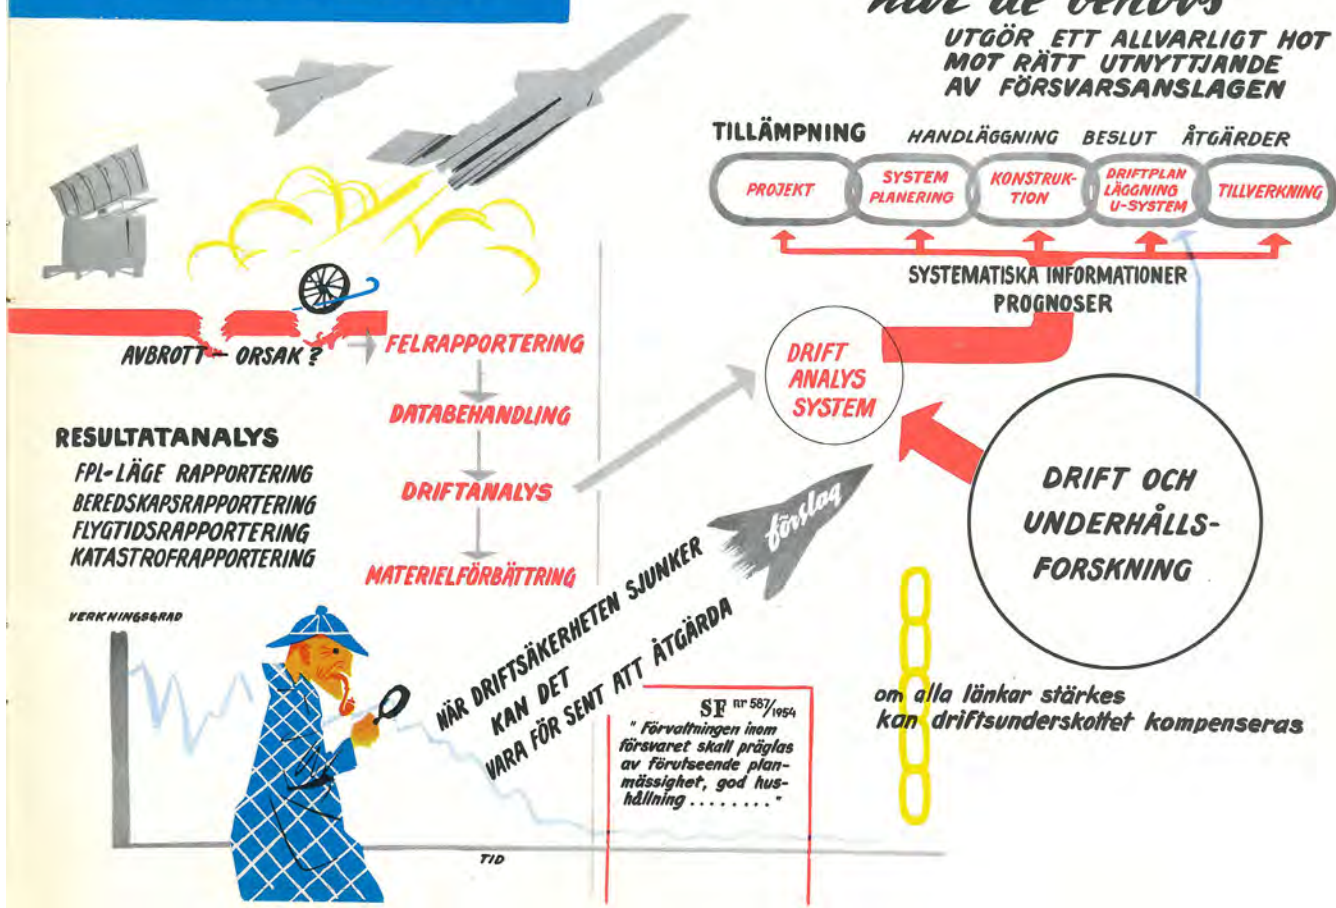 när de behövs
UTGÖR ETT ALLVARLIGT HOT
MOT RÄTT UTNYTTJANDE
AV FÖRSVARSANSLAGEN
TILLÄMPNING
HANDLÄGGNING BESLUT ÅTGÄRDER
PROJEKT
SYSTEM
PLANERING
KONSTRUK-
TION
DRIFTPLAN
LÄGGNING
U-SYSTEM
TILLVERKNING
SYSTEMATISKA INFORMATIONER
PROGNOSER
AVBROTT - ORSAK ?
FELRAPPORTERING
DATABEHANDLING
DRIFTANALYS
MATERIELFÖRBÄTTRING
DRIFT
ANALYS
SYSTEM
DRIFT OCH
UNDERHÅLLS-
FORSKNING
RESULTATANALYS
FPL-LÄGE RAPPORTERING
BEREDSKAPSRAPPORTERING
FLYGTIDSRAPPORTERING
KATASTROFRAPPORTERING
förslag
NÄR DRIFTSÄKERHETEN SJUNKER
KAN DET
VARA FÖR SENT ATT ÅTGÄRDA
VERKNINGSGRAD
TID
SF nr 587/1954
" Förvaltningen inom
försvaret skall präglas
av förutseende plan-
mässighet, god hus-
hållning ........ "
om alla länkar stärkes
kan driftsunderskottet kompenseras